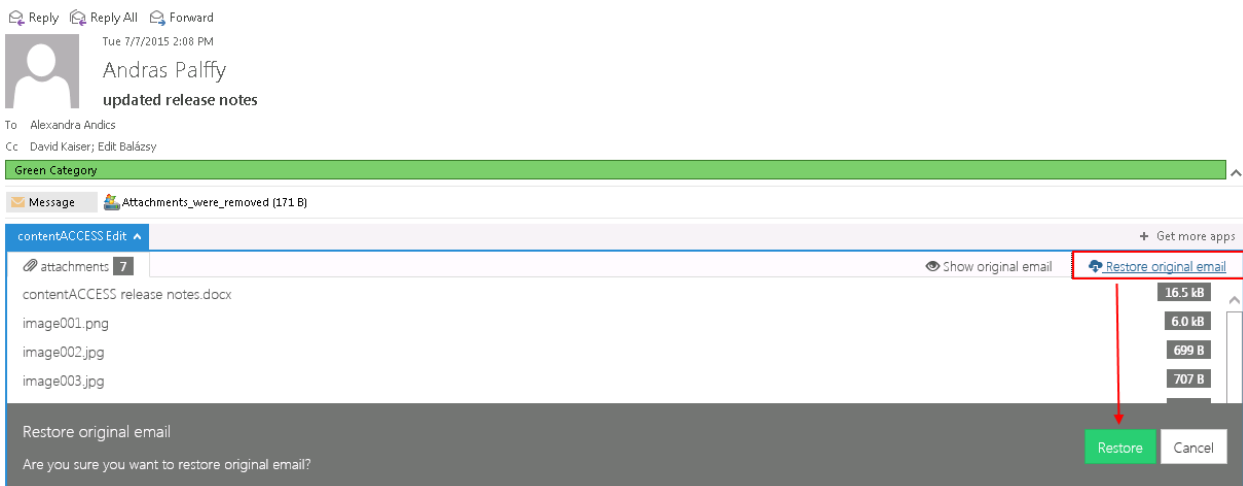 Reply Reply All Forward
Tue 7/7/2015 2:08 PM
Andras Palffy
updated release notes
To Alexandra Andics
Cc David Kaiser; Edit Balázsy
Green Category
Message Attachments_were_removed (171 B)
contentACCESS Edit + Get more apps
attachments 7 Show original email Restore original email
contentACCESS release notes.docx 16.5 kB
image001.png 6.0 kB
image002.jpg 699 B
image003.jpg 707 B
Restore original email
Restore Cancel
Are you sure you want to restore original email?